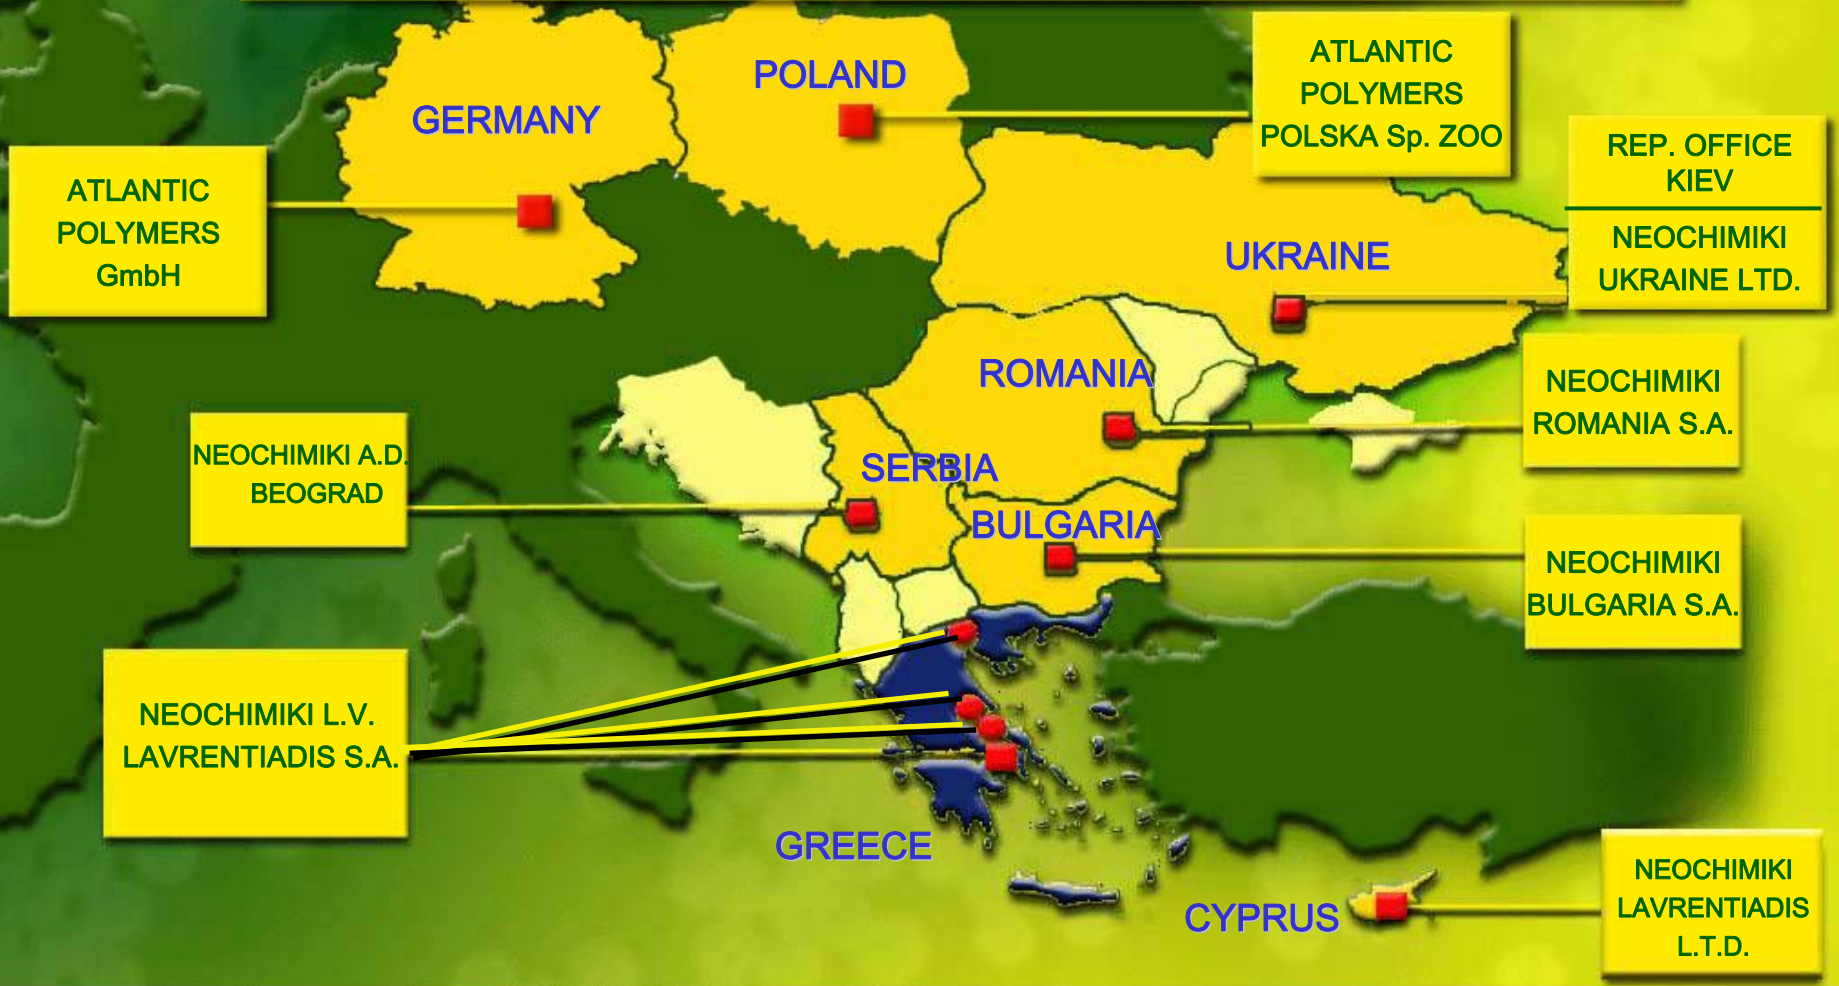 POLAND
GERMANY
ATLANTIC
POLYMERS
POLSKA Sp. ZOO
REP. OFFICE
KIEV
NEOCHIMIKI
UKRAINE LTD.
ATLANTIC
POLYMERS
GmbH
UKRAINE
ROMANIA
NEOCHIMIKI
ROMANIA S.A.
NEOCHIMIKI A.D.
BEOGRAD
SERBIA
BULGARIA
NEOCHIMIKI
BULGARIA S.A.
NEOCHIMIKI L.V.
LAVRENTIADIS S.A.
GREECE
CYPRUS
NEOCHIMIKI
LAVRENTIADIS
L.T.D.